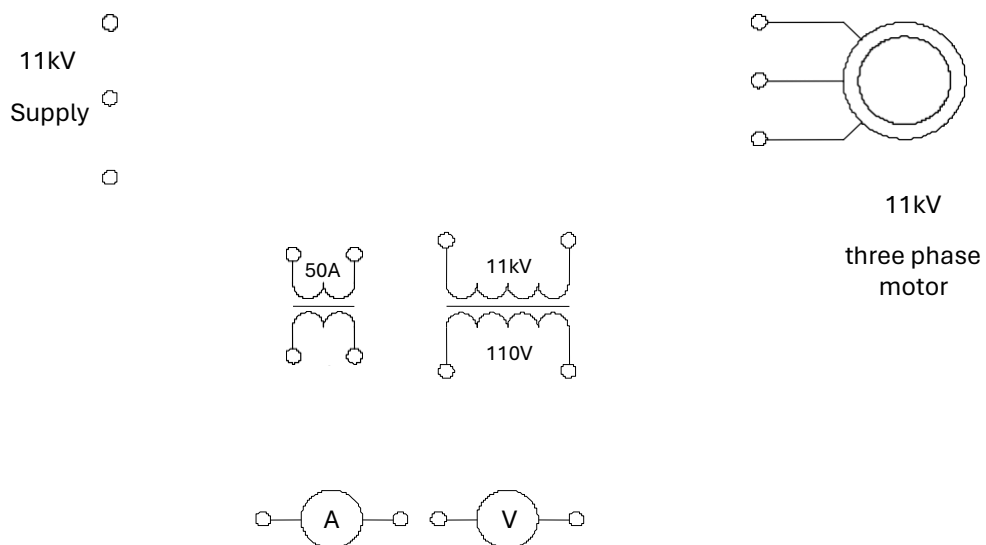 11kV
Supply
11kV
three phase
motor
50A
11kV
110V
A
V